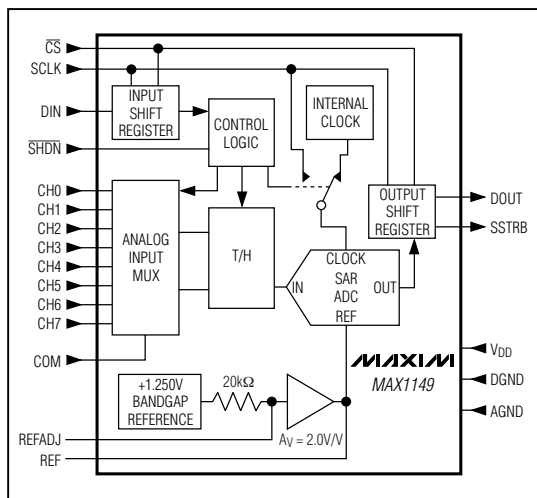 CS
SCLK
DIN
SHDN
CH0
CH1
CH2
CH3
CH4
CH5
CH6
CH7
COM
REFADJ
REF
INPUT
SHIFT
REGISTER
CONTROL
LOGIC
INTERNAL
CLOCK
ANALOG
INPUT
MUX
T/H
CLOCK
IN
SAR
ADC
OUT
REF
OUTPUT
SHIFT
REGISTER
DOUT
SSTRB
+1.250V
BANDGAP
REFERENCE
20kΩ
AV = 2.0V/V
MAXIM
MAX1149
VDD
DGND
AGND